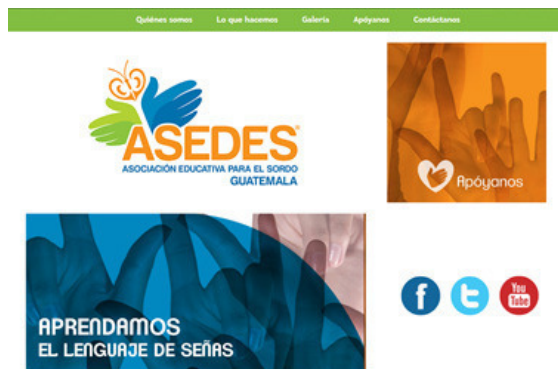 Quiénes somos Lo que hacemos Galería Apóyanos Contáctanos
ASEDES
ASOCIACIÓN EDUCATIVA PARA EL SORDO
GUATEMALA
Apóyanos
APRENDAMOS
EL LENGUAJE DE SEÑAS
f t You
Tube